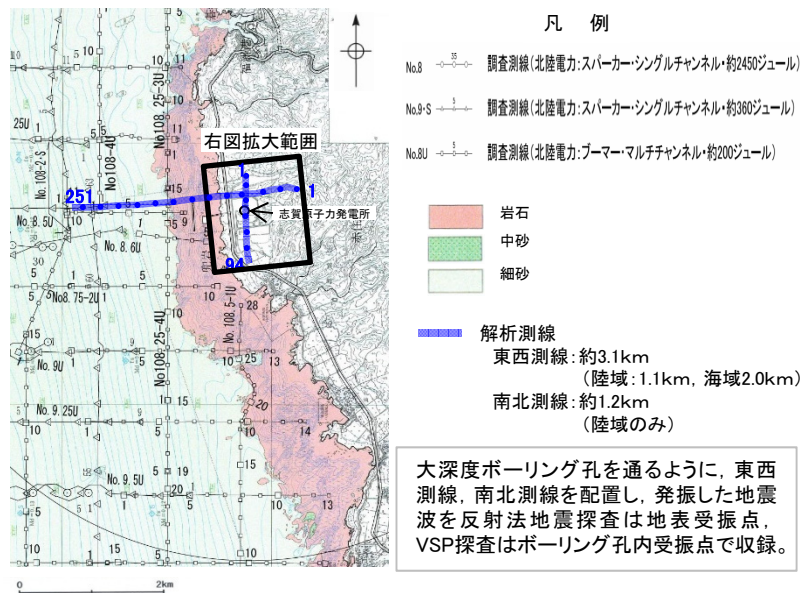 凡 例
No.8 35 調査測線(北陸電力:スパーカー・シングルチャンネル・約2450ジュール)
No.9・S 5 調査測線(北陸電力:スパーカー・シングルチャンネル・約360ジュール)
No.8U 5 調査測線(北陸電力:ブーマー・マルチチャンネル・約200ジュール)
岩石
中砂
細砂
解析測線
東西測線:約3.1km
(陸域:1.1km,海域2.0km)
南北測線:約1.2km
(陸域のみ)
大深度ボーリング孔を通るように,東西
測線,南北測線を配置し,発振した地震
波を反射法地震探査は地表受振点,
VSP探査はボーリング孔内受振点で収録。
右図拡大範囲
志賀原子力発電所
251
1
1
94
25U
No.108-2・S
No108-4U
No108.25-3U
No.8.5U
No.8.6U
No8.75-2U
No108.25-4U
No.108.5-1U
No.9U
No.9.25U
No.9.5U
0 2km